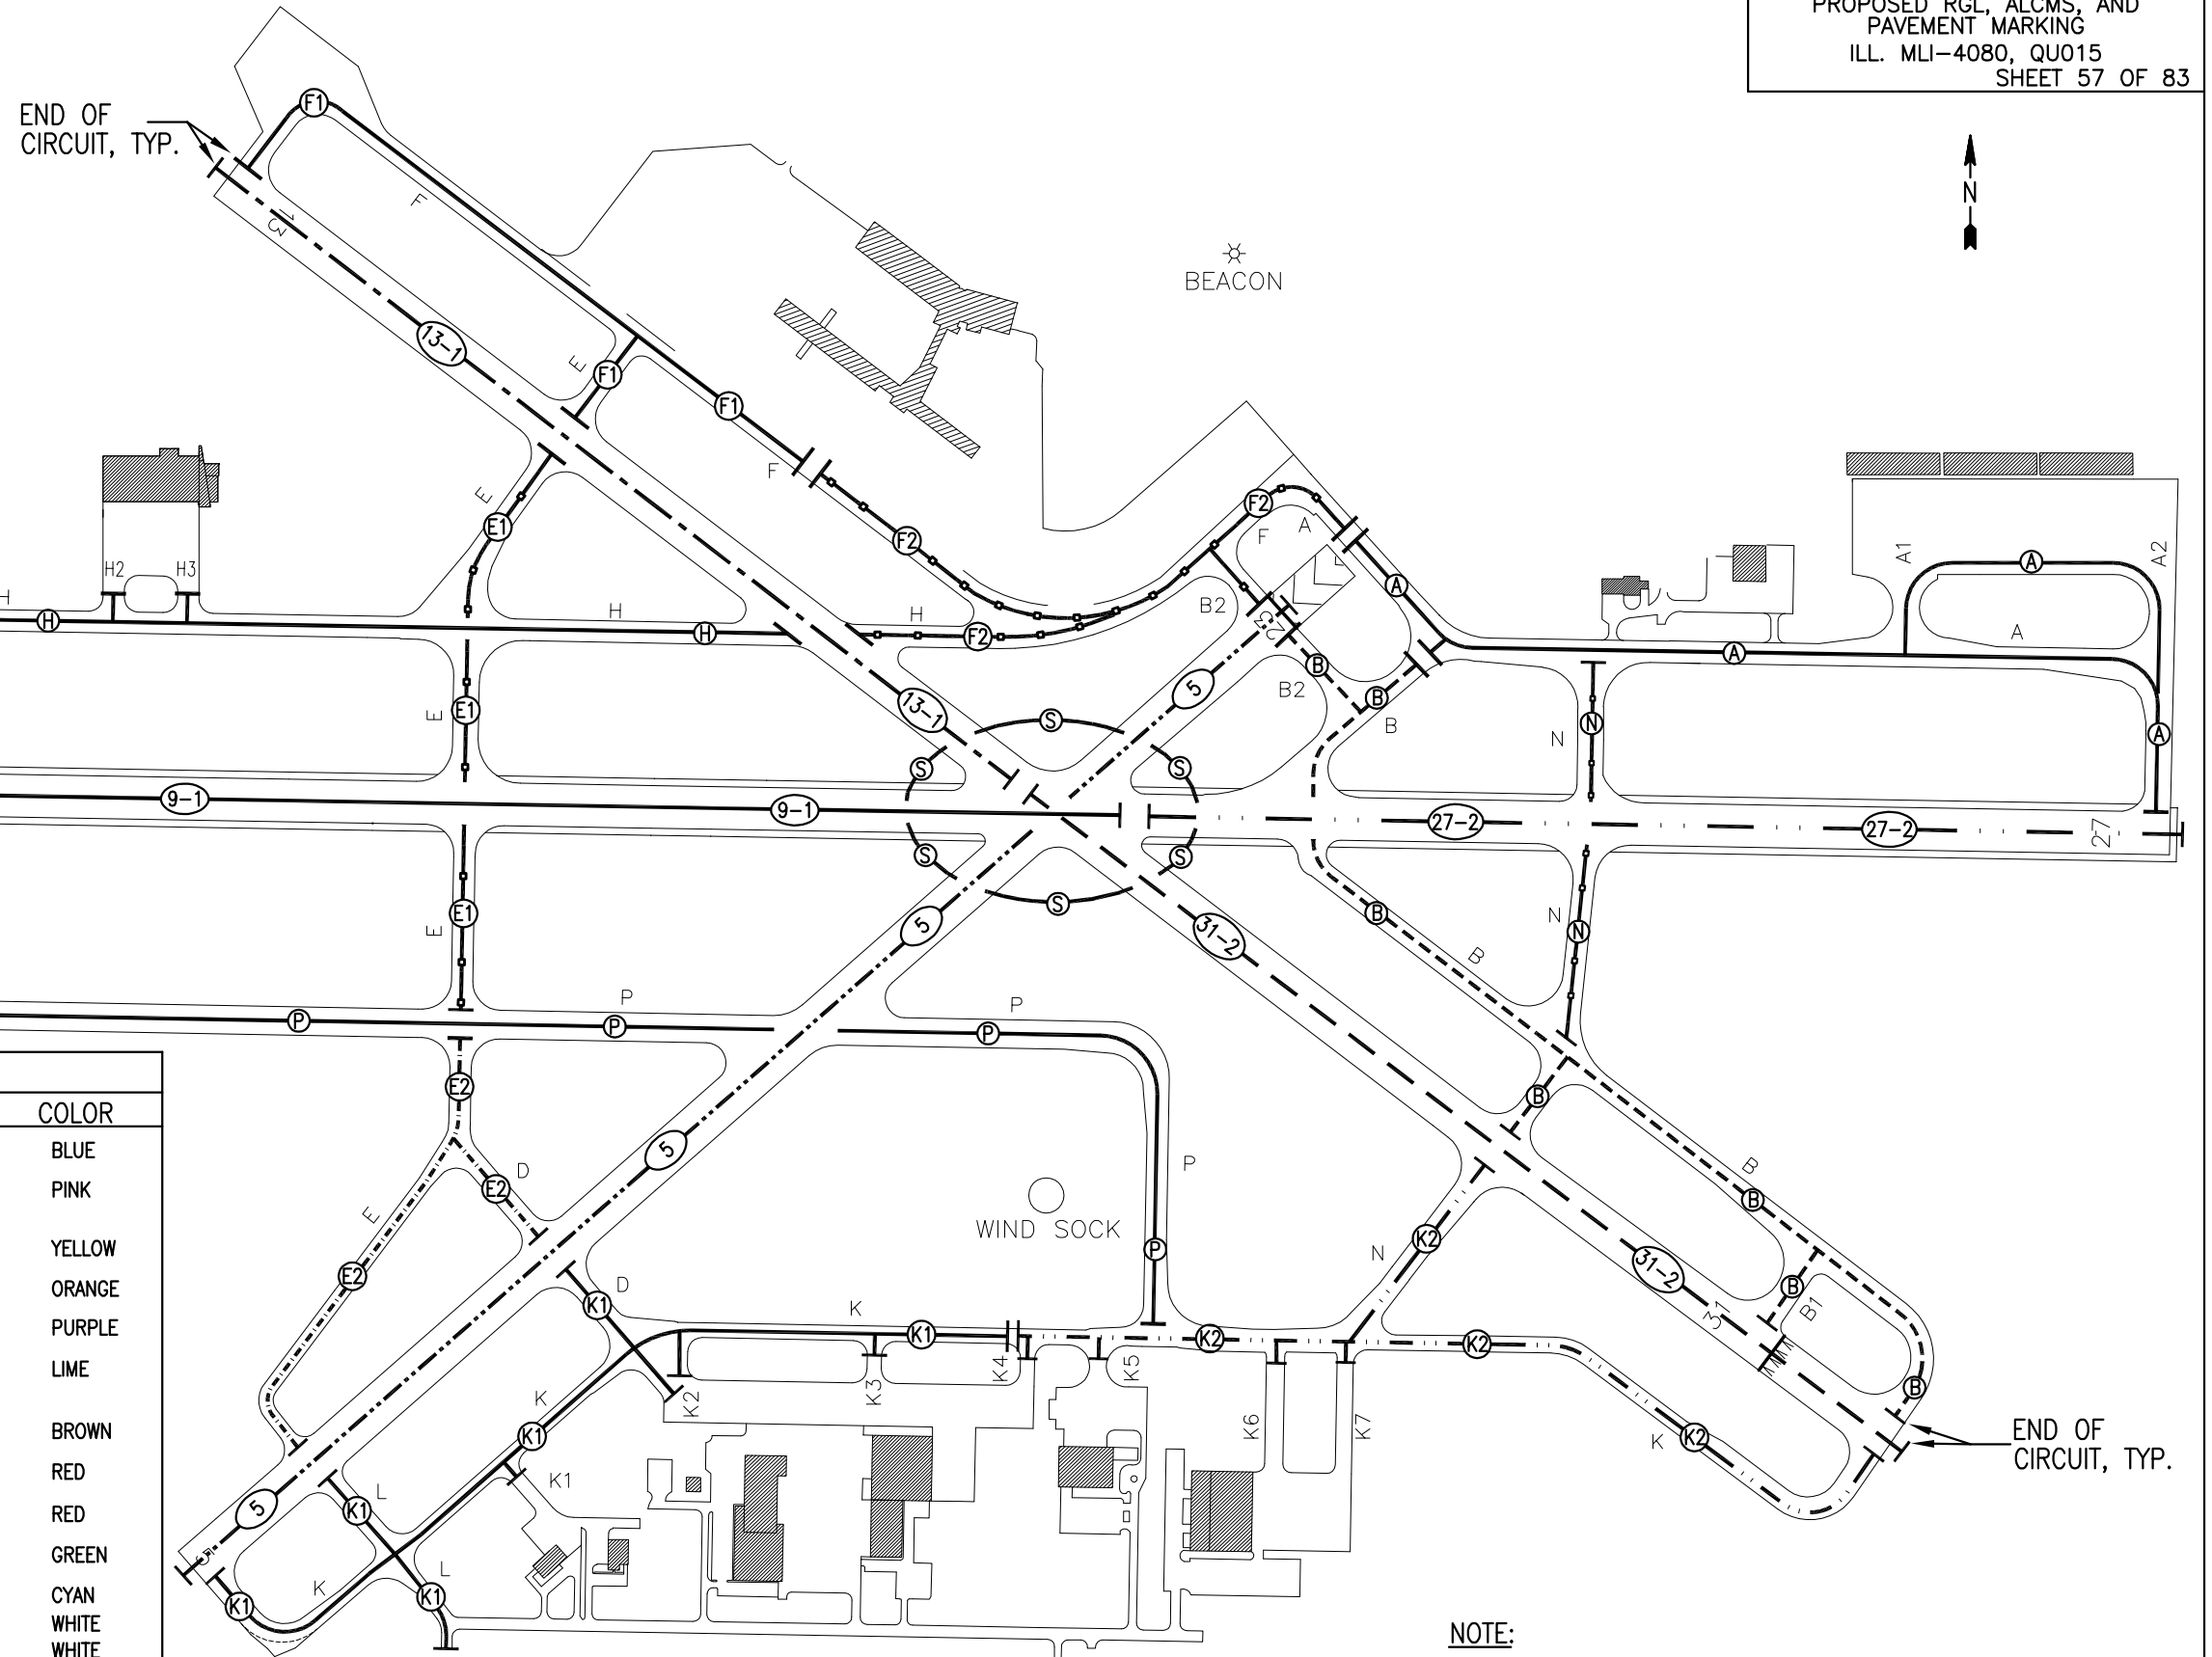 PROPOSED RGL, ALCMS, AND
PAVEMENT MARKING
ILL. MLI-4080, QU015
SHEET 57 OF 83
END OF
CIRCUIT, TYP.
F1
N
13
F
BEACON
13-1
E
F1
F1
F
E
E1
F2
F2
F
A
A
A1
A
A2
H2
H3
H
H
H
H
H
F2
B2
23
B
B2
B
B
5
A
A
A
N
N
E
E1
13-1
S
S
S
9-1
9-1
27-2
27-2
27
S
S
S
E
E1
5
31-2
B
B
N
N
P
P
P
P
P
E2
B
COLOR
BLUE
PINK
YELLOW
ORANGE
PURPLE
LIME
BROWN
RED
RED
GREEN
CYAN
WHITE
WHITE
5
D
E2
E
E2
WIND SOCK
P
P
N
K2
B
B
31-2
31
B
B1
D
K1
K
K1
K4
K5
K2
K2
K3
K2
K6
K7
K
K1
K1
B
K
K2
END OF
CIRCUIT, TYP.
5
L
K1
5
K1
K
L
K1
NOTE: